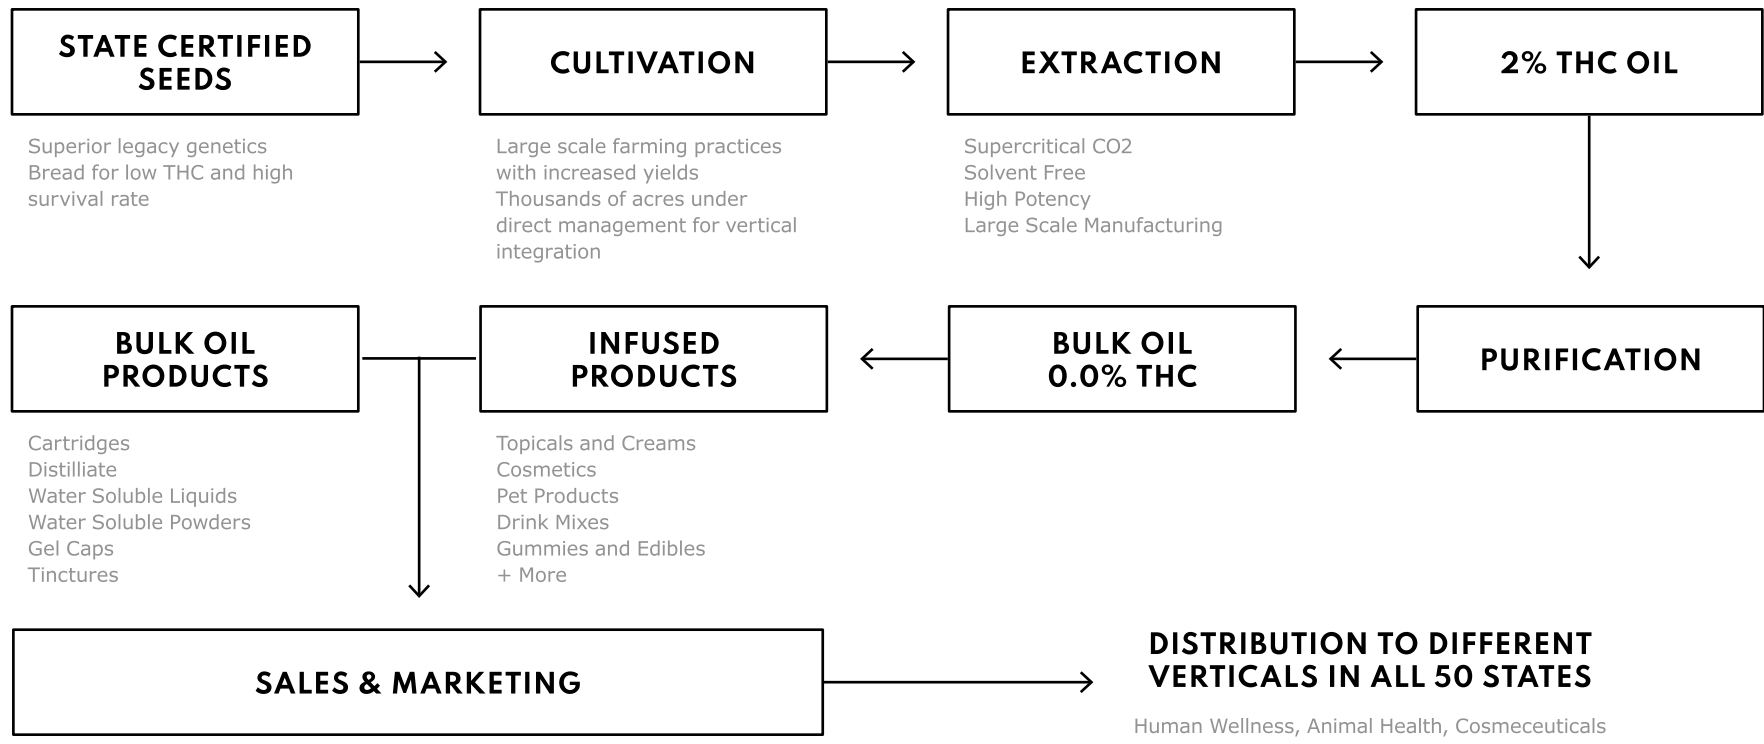 STATE CERTIFIED
SEEDS
Superior legacy genetics
Bread for low THC and high
survival rate
CULTIVATION
Large scale farming practices
with increased yields
Thousands of acres under
direct management for vertical
integration
EXTRACTION
Supercritical CO2
Solvent Free
High Potency
Large Scale Manufacturing
2% THC OIL
PURIFICATION
BULK OIL
0.0% THC
INFUSED
PRODUCTS
Topicals and Creams
Cosmetics
Pet Products
Drink Mixes
Gummies and Edibles
+ More
BULK OIL
PRODUCTS
Cartridges
Distilliate
Water Soluble Liquids
Water Soluble Powders
Gel Caps
Tinctures
SALES & MARKETING
DISTRIBUTION TO DIFFERENT
VERTICALS IN ALL 50 STATES
Human Wellness, Animal Health, Cosmeceuticals